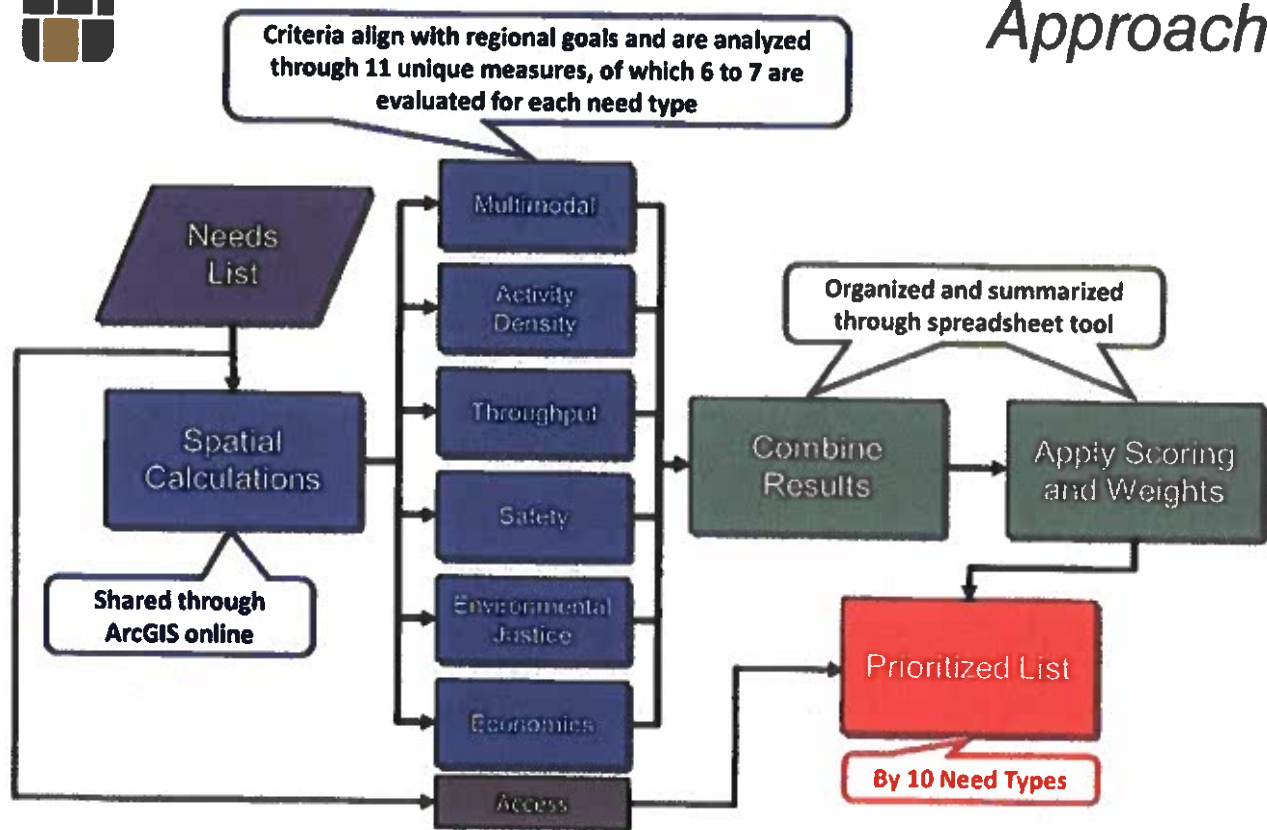 Approach
Criteria align with regional goals and are analyzed
through 11 unique measures, of which 6 to 7 are
evaluated for each need type
Needs
List
Multimodal
Activity
Density
Throughput
Safety
Environmental
Justice
Economics
Access
Spatial
Calculations
Shared through
ArcGIS online
Organized and summarized
through spreadsheet tool
Combine
Results
Apply Scoring
and Weights
Prioritized List
By 10 Need Types